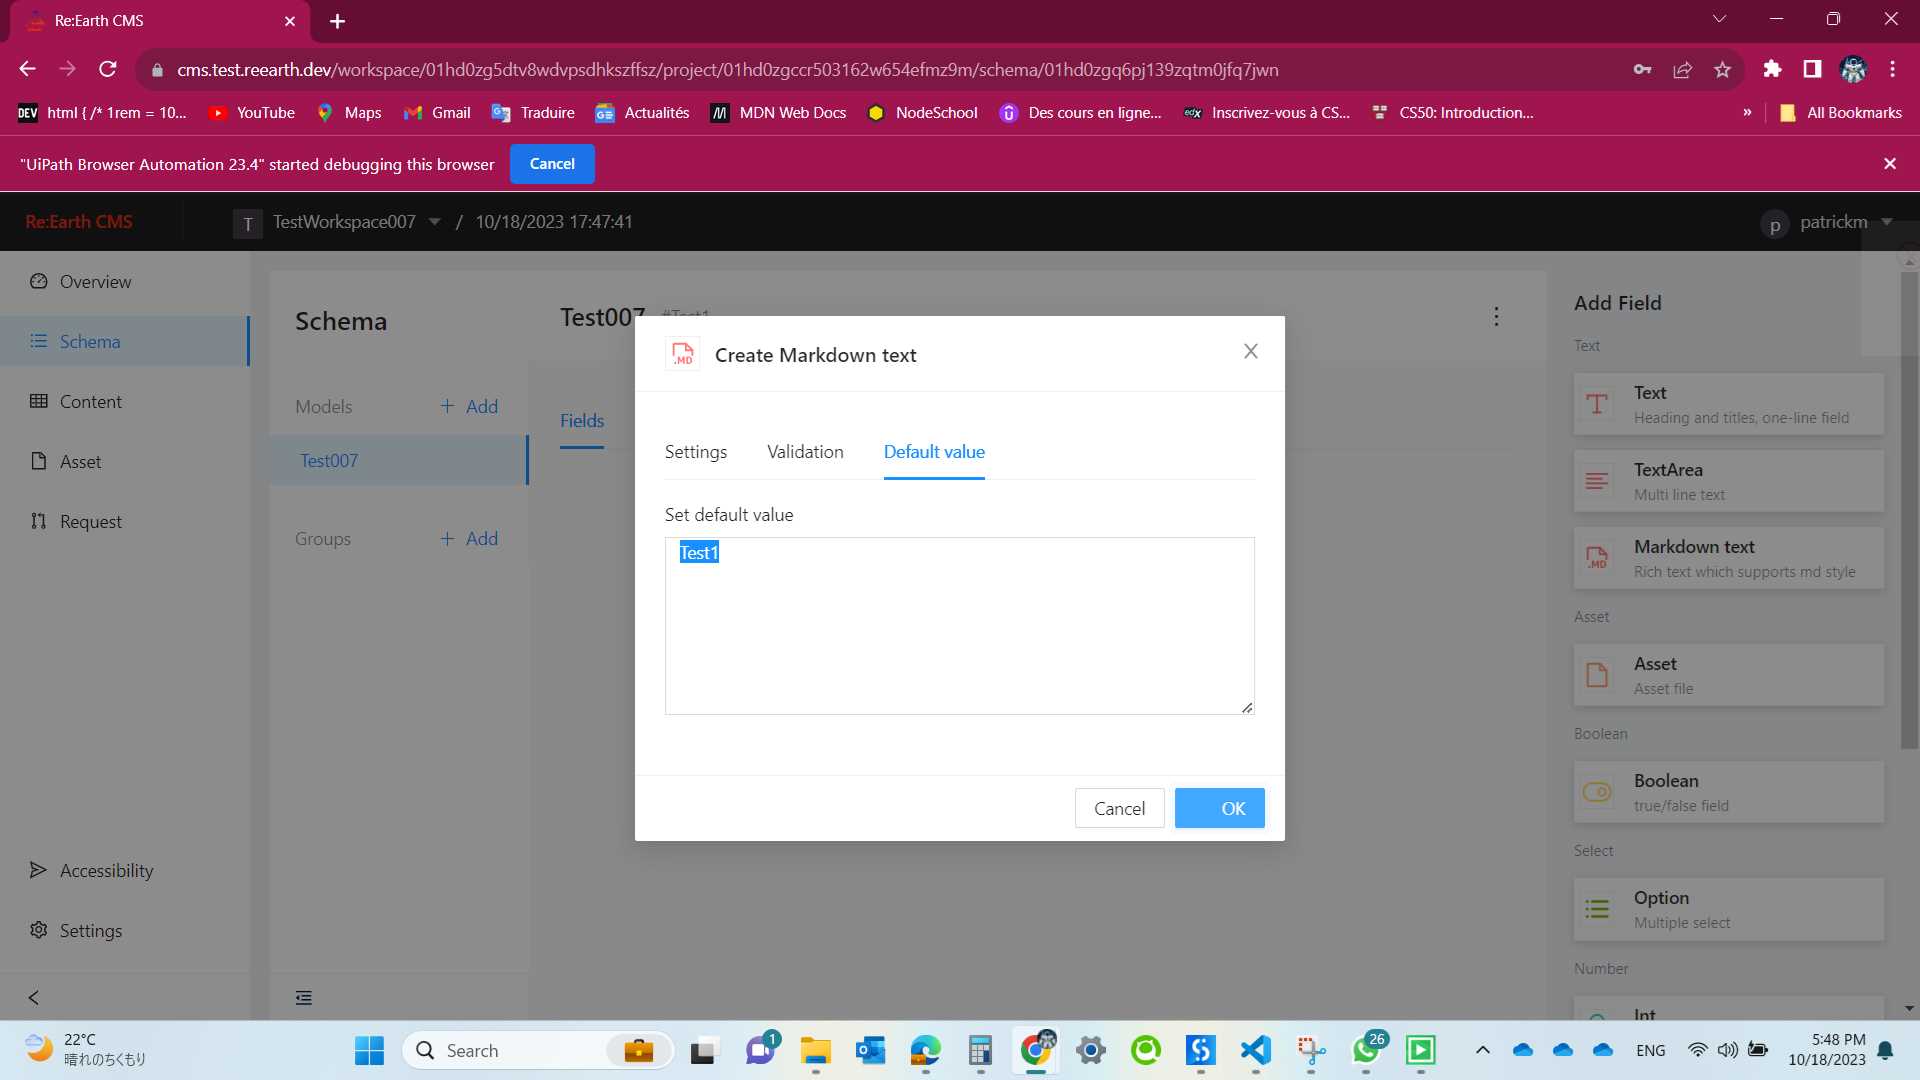 Re:Earth CMS
cms.test.reearth.dev/workspace/01hd0zg5dtv8wdvpsdhkszffsz/project/01hd0zgccr503162w654efmz9m/schema/01hd0zgq6pj139zqtm0jfq7jwn
DEV html { /* 1rem = 10... YouTube Maps Gmail Traduire Actualités MDN Web Docs NodeSchool Des cours en ligne... edX Inscrivez-vous à CS... CS50: Introduction... » All Bookmarks
"UiPath Browser Automation 23.4" started debugging this browser Cancel
Re:Earth CMS T TestWorkspace007 / 10/18/2023 17:47:41 p patrickm
Overview
Schema
Content
Asset
Request
Accessibility
Settings
Schema
Models + Add
Test007
Groups + Add
Test007 #Test1
Fields
.MD Create Markdown text
Settings Validation Default value
Set default value
Test1
Cancel OK
Add Field
Text
Text
Heading and titles, one-line field
TextArea
Multi line text
.MD Markdown text
Rich text which supports md style
Asset
Asset
Asset file
Boolean
Boolean
true/false field
Select
Option
Multiple select
Number
Int
22°C
晴れのちくもり
Search
1
26
ENG
5:48 PM
10/18/2023